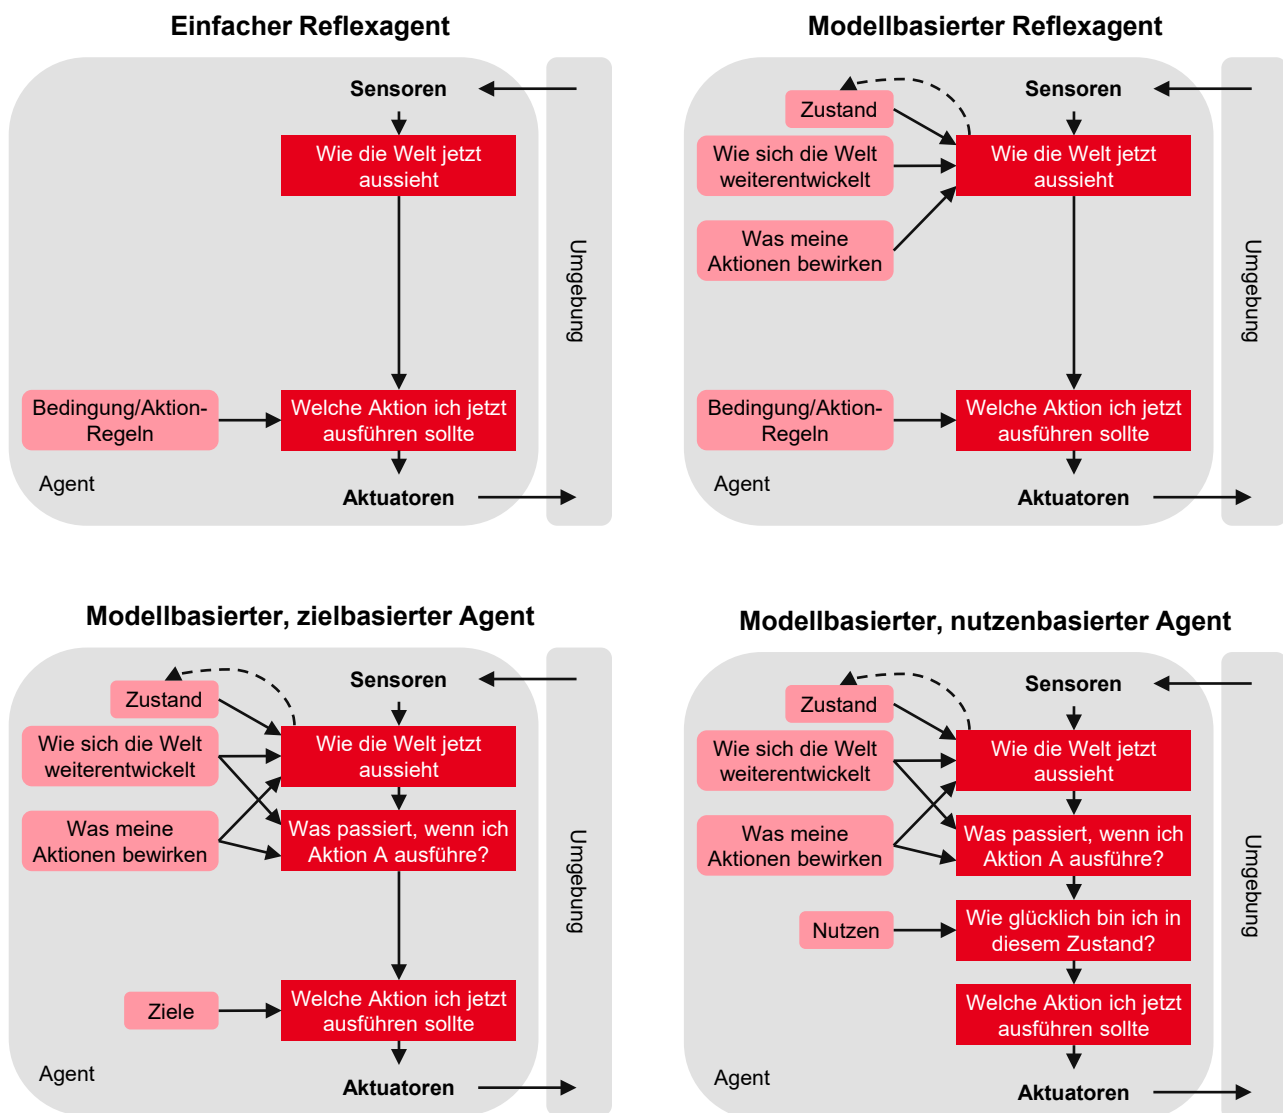 Einfacher Reflexagent
Sensoren
Wie die Welt jetzt
aussieht
Umgebung
Bedingung/Aktion-
Regeln
Welche Aktion ich jetzt
ausführen sollte
Agent
Aktuatoren
Modellbasierter Reflexagent
Sensoren
Zustand
Wie sich die Welt
weiterentwickelt
Wie die Welt jetzt
aussieht
Was meine
Aktionen bewirken
Umgebung
Bedingung/Aktion-
Regeln
Welche Aktion ich jetzt
ausführen sollte
Agent
Aktuatoren
Modellbasierter, zielbasierter Agent
Sensoren
Zustand
Wie sich die Welt
weiterentwickelt
Wie die Welt jetzt
aussieht
Was meine
Aktionen bewirken
Was passiert, wenn ich
Aktion A ausführe?
Umgebung
Ziele
Welche Aktion ich jetzt
ausführen sollte
Agent
Aktuatoren
Modellbasierter, nutzenbasierter Agent
Sensoren
Zustand
Wie sich die Welt
weiterentwickelt
Wie die Welt jetzt
aussieht
Was meine
Aktionen bewirken
Was passiert, wenn ich
Aktion A ausführe?
Umgebung
Nutzen
Wie glücklich bin ich in
diesem Zustand?
Welche Aktion ich jetzt
ausführen sollte
Agent
Aktuatoren